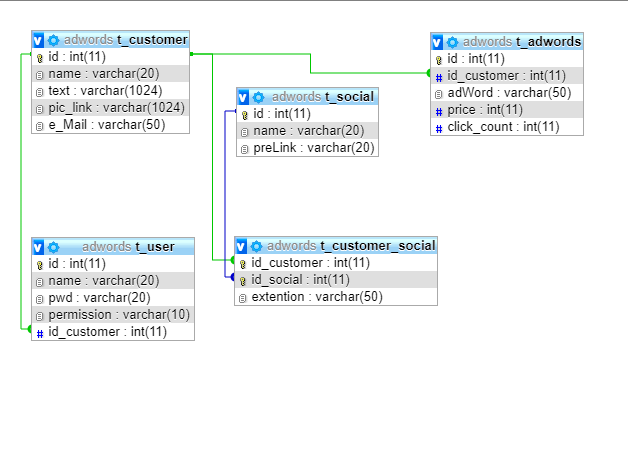 adwords t_customer
id : int(11)
name : varchar(20)
text : varchar(1024)
pic_link : varchar(1024)
e_Mail : varchar(50)
adwords t_social
id : int(11)
name : varchar(20)
preLink : varchar(20)
adwords t_adwords
id : int(11)
id_customer : int(11)
adWord : varchar(50)
price : int(11)
click_count : int(11)
adwords t_user
id : int(11)
name : varchar(20)
pwd : varchar(20)
permission : varchar(10)
id_customer : int(11)
adwords t_customer_social
id_customer : int(11)
id_social : int(11)
extention : varchar(50)